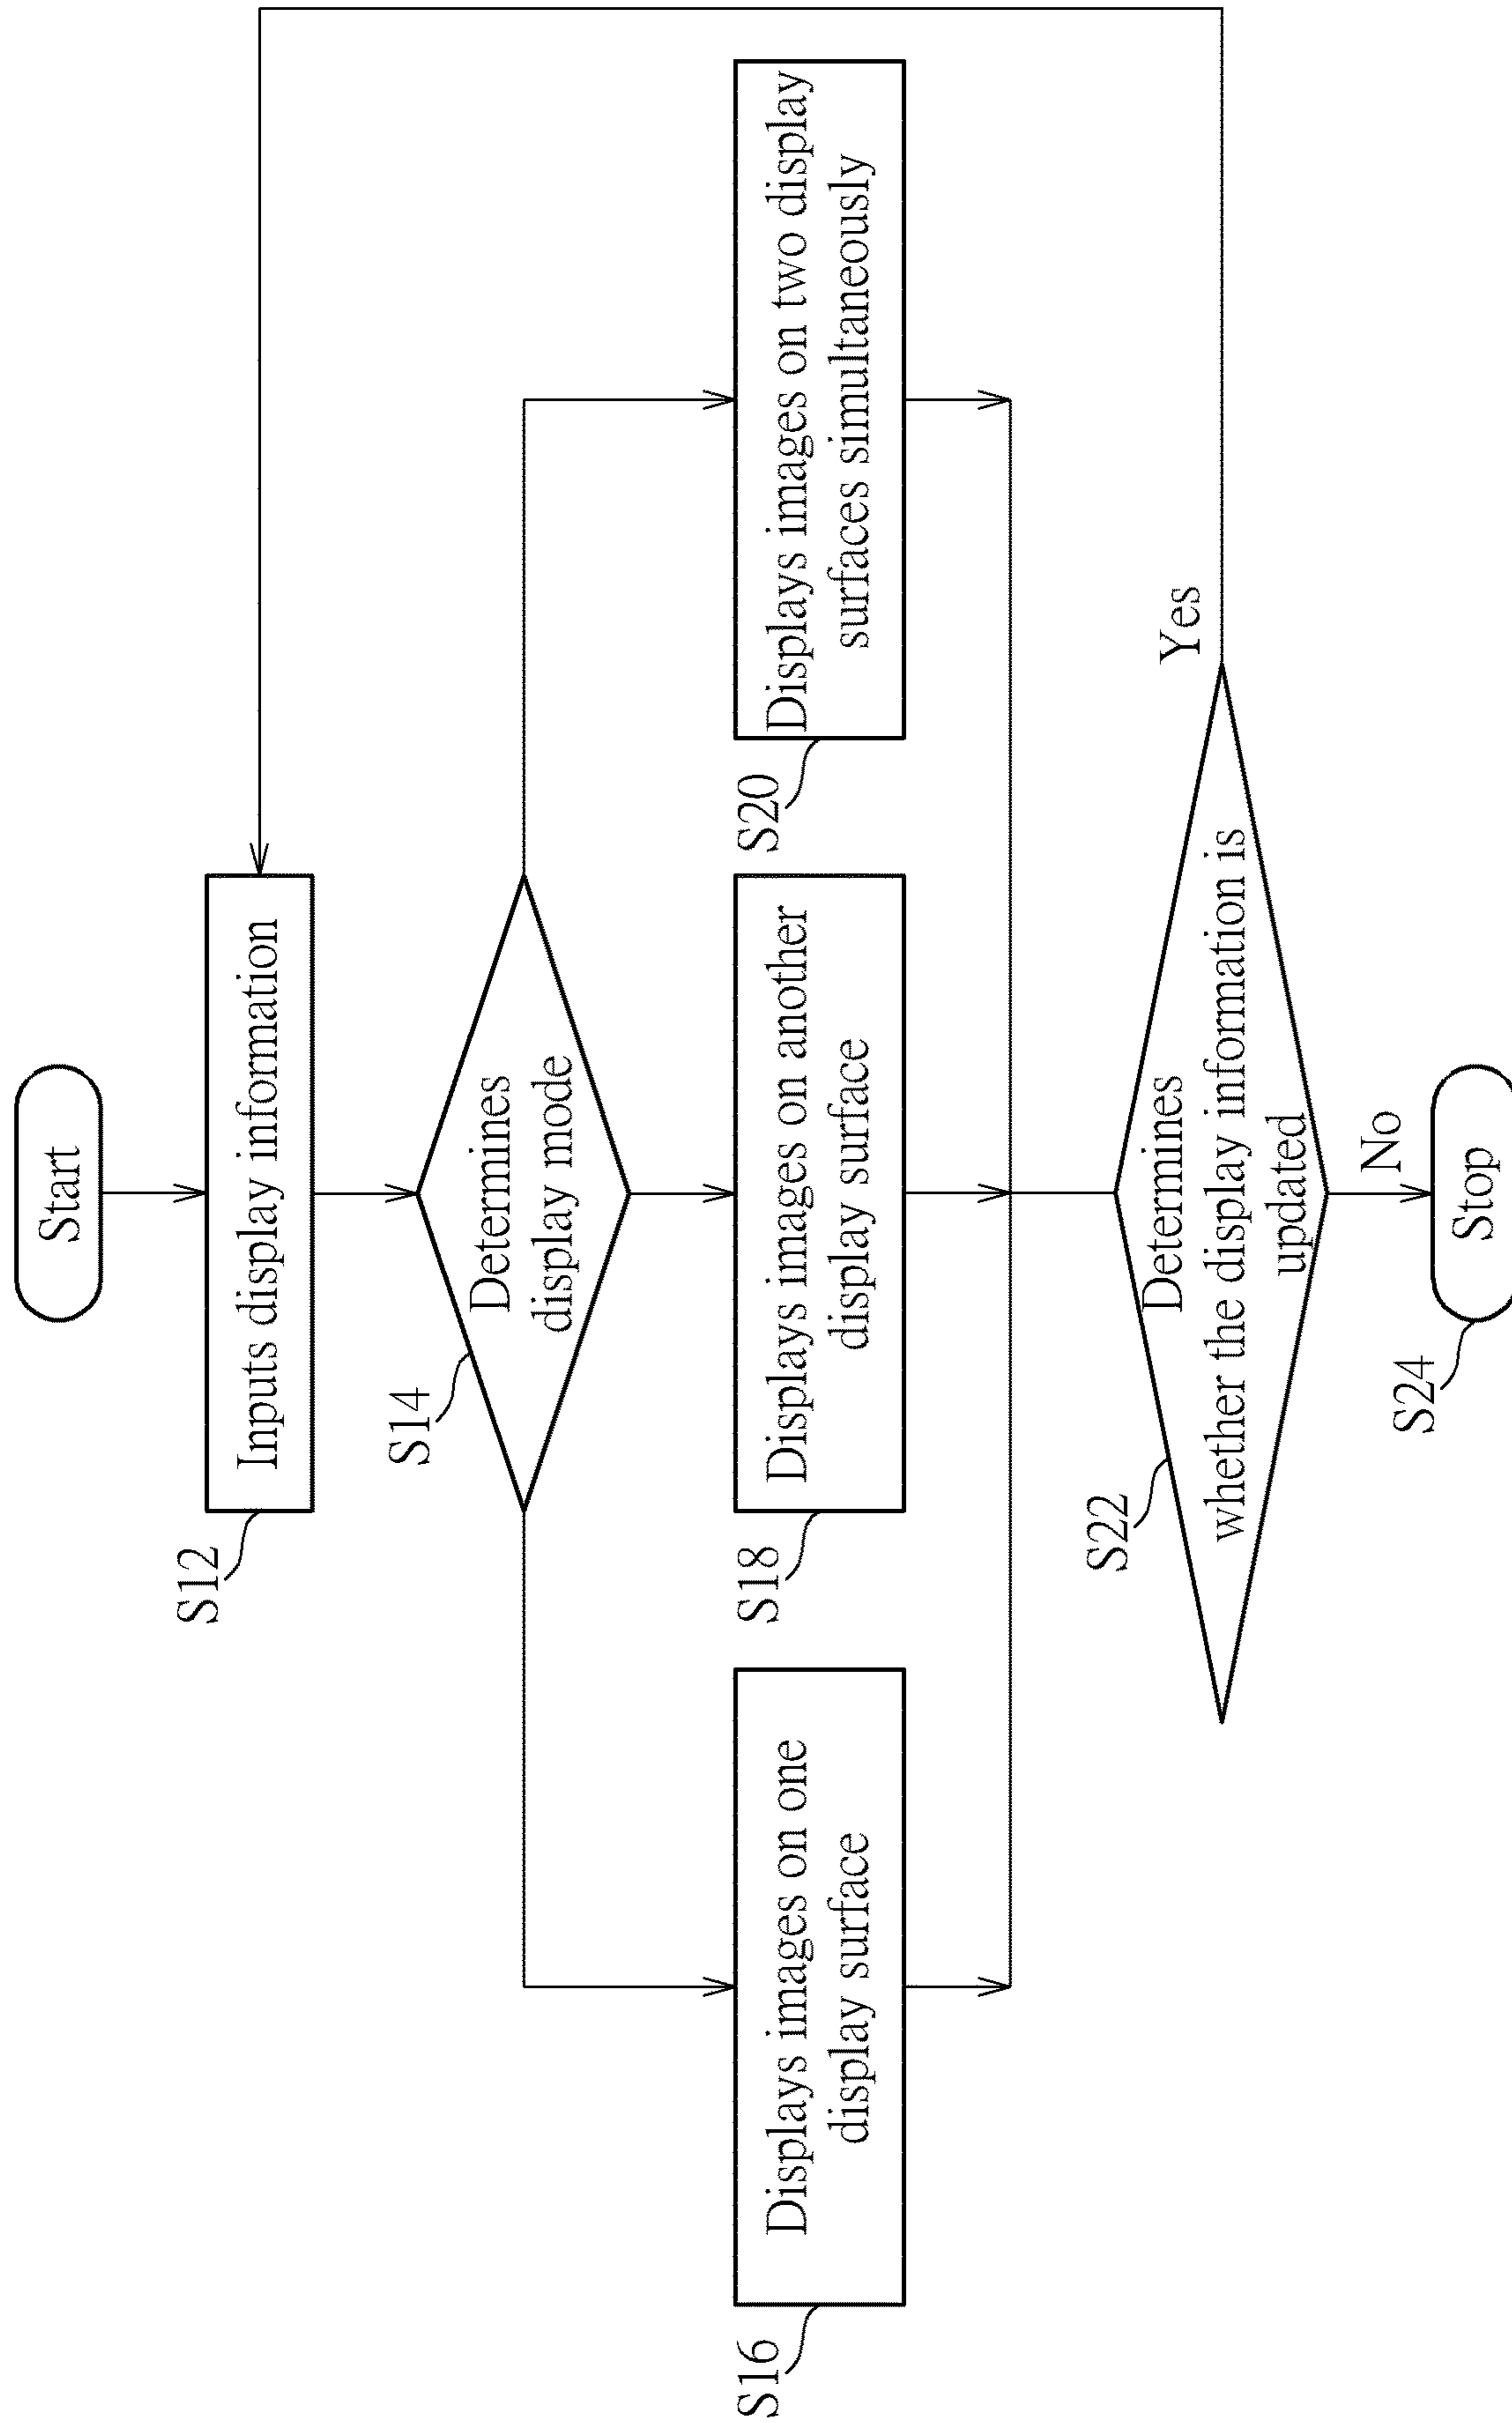 Start
S12
Inputs display information
S14
Determines
display mode
S16
Displays images on one
display surface
S18
Displays images on another
display surface
S20
Displays images on two display
surfaces simultaneously
S22
Determines
whether the display information is
updated
Yes
No
S24
Stop